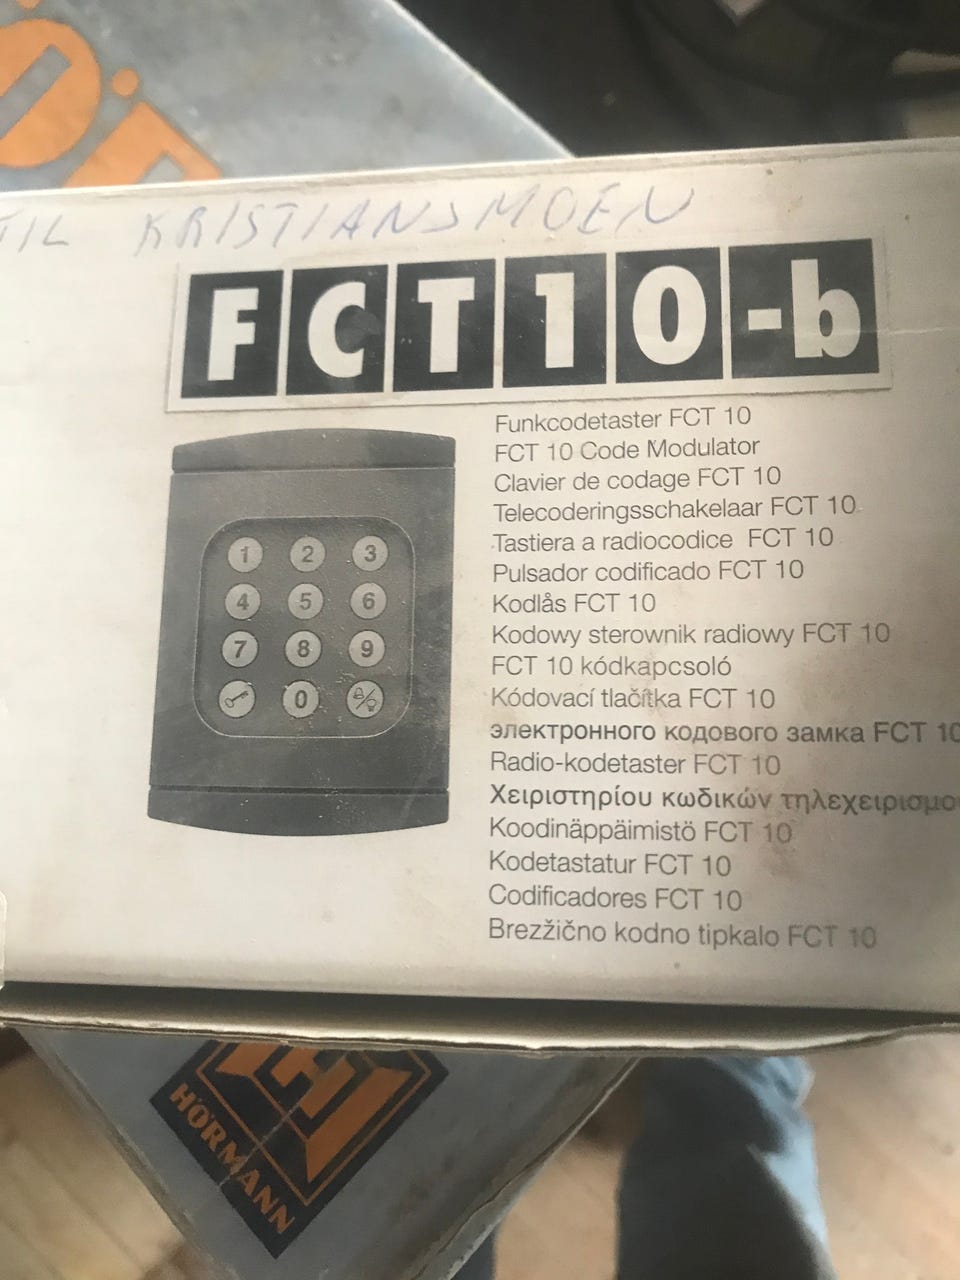 TIL KRISTIANSMOEN
FCT10-b
Funkcodetaster FCT 10
FCT 10 Code Modulator
Clavier de codage FCT 10
Telecoderingsschakelaar FCT 10
Tastiera a radiocodice FCT 10
Pulsador codificado FCT 10
Kodlås FCT 10
Kodowy sterownik radiowy FCT 10
FCT 10 kódkapcsoló
Kódovací tlačítka FCT 10
электронного кодового замка FCT 10
Radio-kodetaster FCT 10
Χειριστηρίου κωδικών τηλεχειρισμο
Koodinäppäimistö FCT 10
Kodetastatur FCT 10
Codificadores FCT 10
Brezžično kodno tipkalo FCT 10
1 2 3
4 5 6
7 8 9
0
HÖRMANN